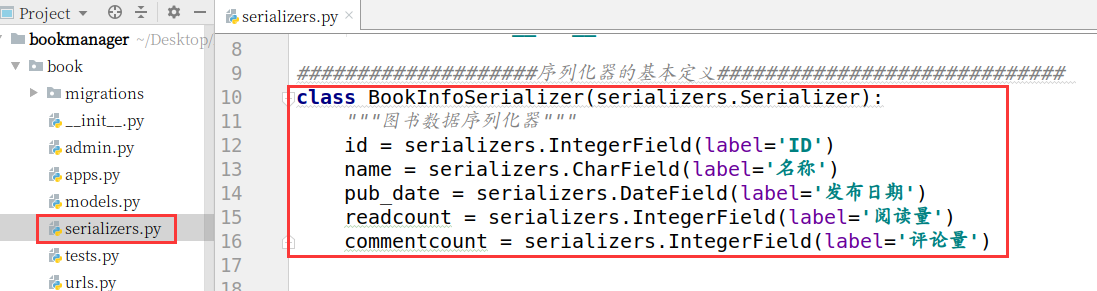 Project
serializers.py
bookmanager ~/Desktop/
book
migrations
__init__.py
admin.py
apps.py
models.py
serializers.py
tests.py
urls.py
8
9 ####################序列化器的基本定义#############################
10 class BookInfoSerializer(serializers.Serializer):
11 """图书数据序列化器"""
12 id = serializers.IntegerField(label='ID')
13 name = serializers.CharField(label='名称')
14 pub_date = serializers.DateField(label='发布日期')
15 readcount = serializers.IntegerField(label='阅读量')
16 commentcount = serializers.IntegerField(label='评论量')
17
18